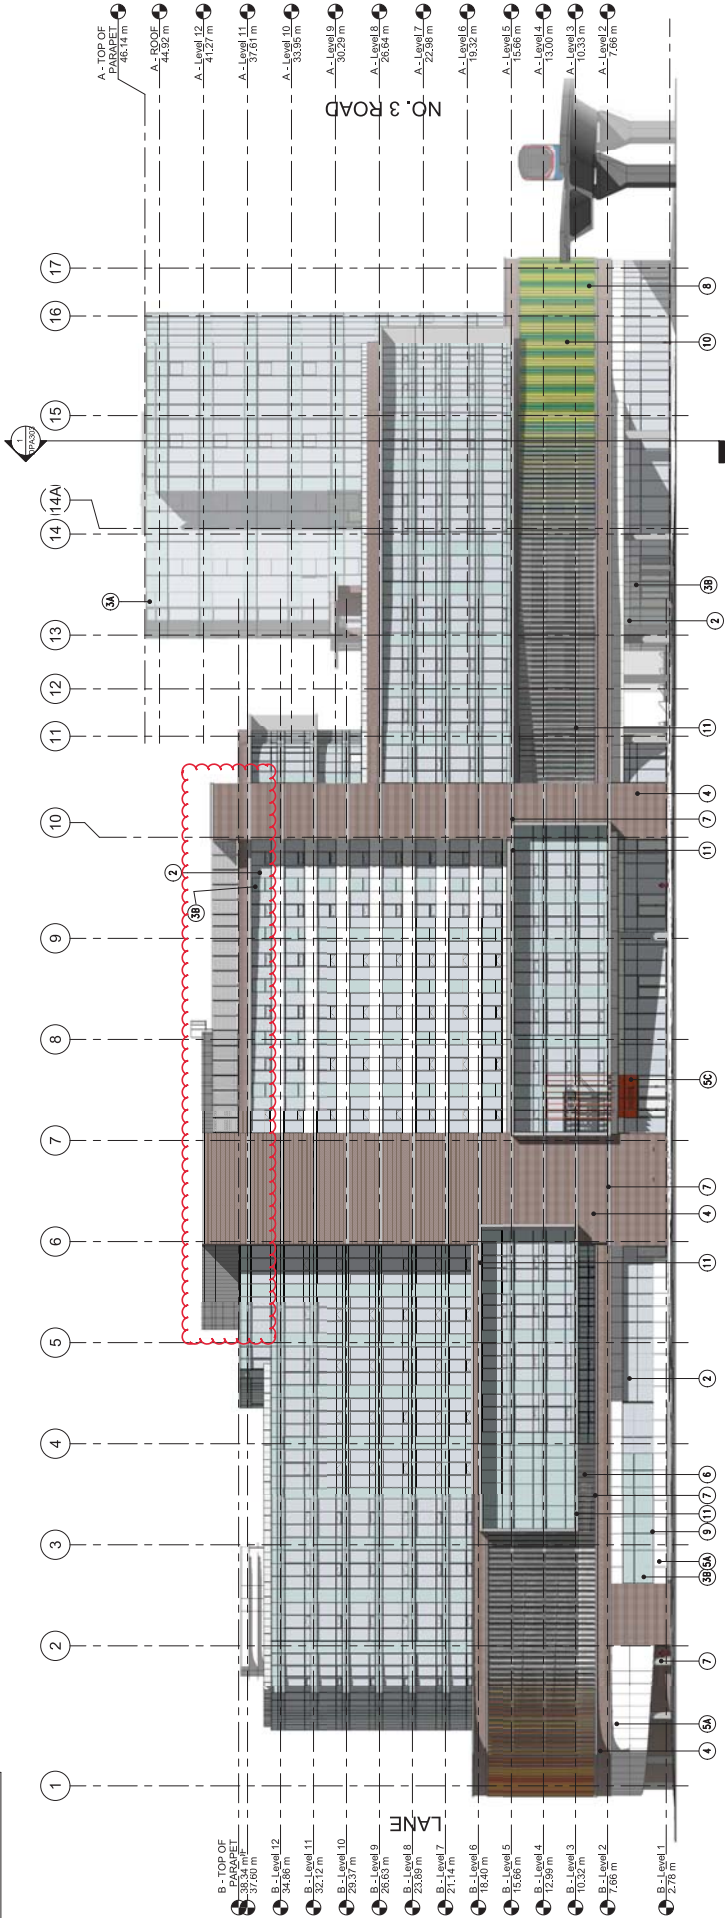 A - TOP OF
PARAPET
46.14 m
A - ROOF
44.92 m
A - Level 12
41.27 m
A - Level 11
37.61 m
A - Level 10
33.95 m
A - Level 9
30.29 m
A - Level 8
26.64 m
A - Level 7
22.98 m
A - Level 6
19.32 m
A - Level 5
15.66 m
A - Level 4
13.00 m
A - Level 3
10.33 m
A - Level 2
7.66 m
NO. 3 ROAD
17
16
15
14A
14
13
12
11
10
9
8
7
6
5
4
3
2
1
1
3A
2
3B
8
10
3B
2
11
4
7
11
5C
7
4
11
2
6
7
11
9
5A
3B
7
5A
4
LANE
B - TOP OF
PARAPET
38.34 m
37.60 m
B - Level 12
34.86 m
B - Level 11
32.12 m
B - Level 10
29.37 m
B - Level 9
26.63 m
B - Level 8
23.89 m
B - Level 7
21.14 m
B - Level 6
18.40 m
B - Level 5
15.66 m
B - Level 4
12.99 m
B - Level 3
10.32 m
B - Level 2
7.66 m
B - Level 1
2.78 m